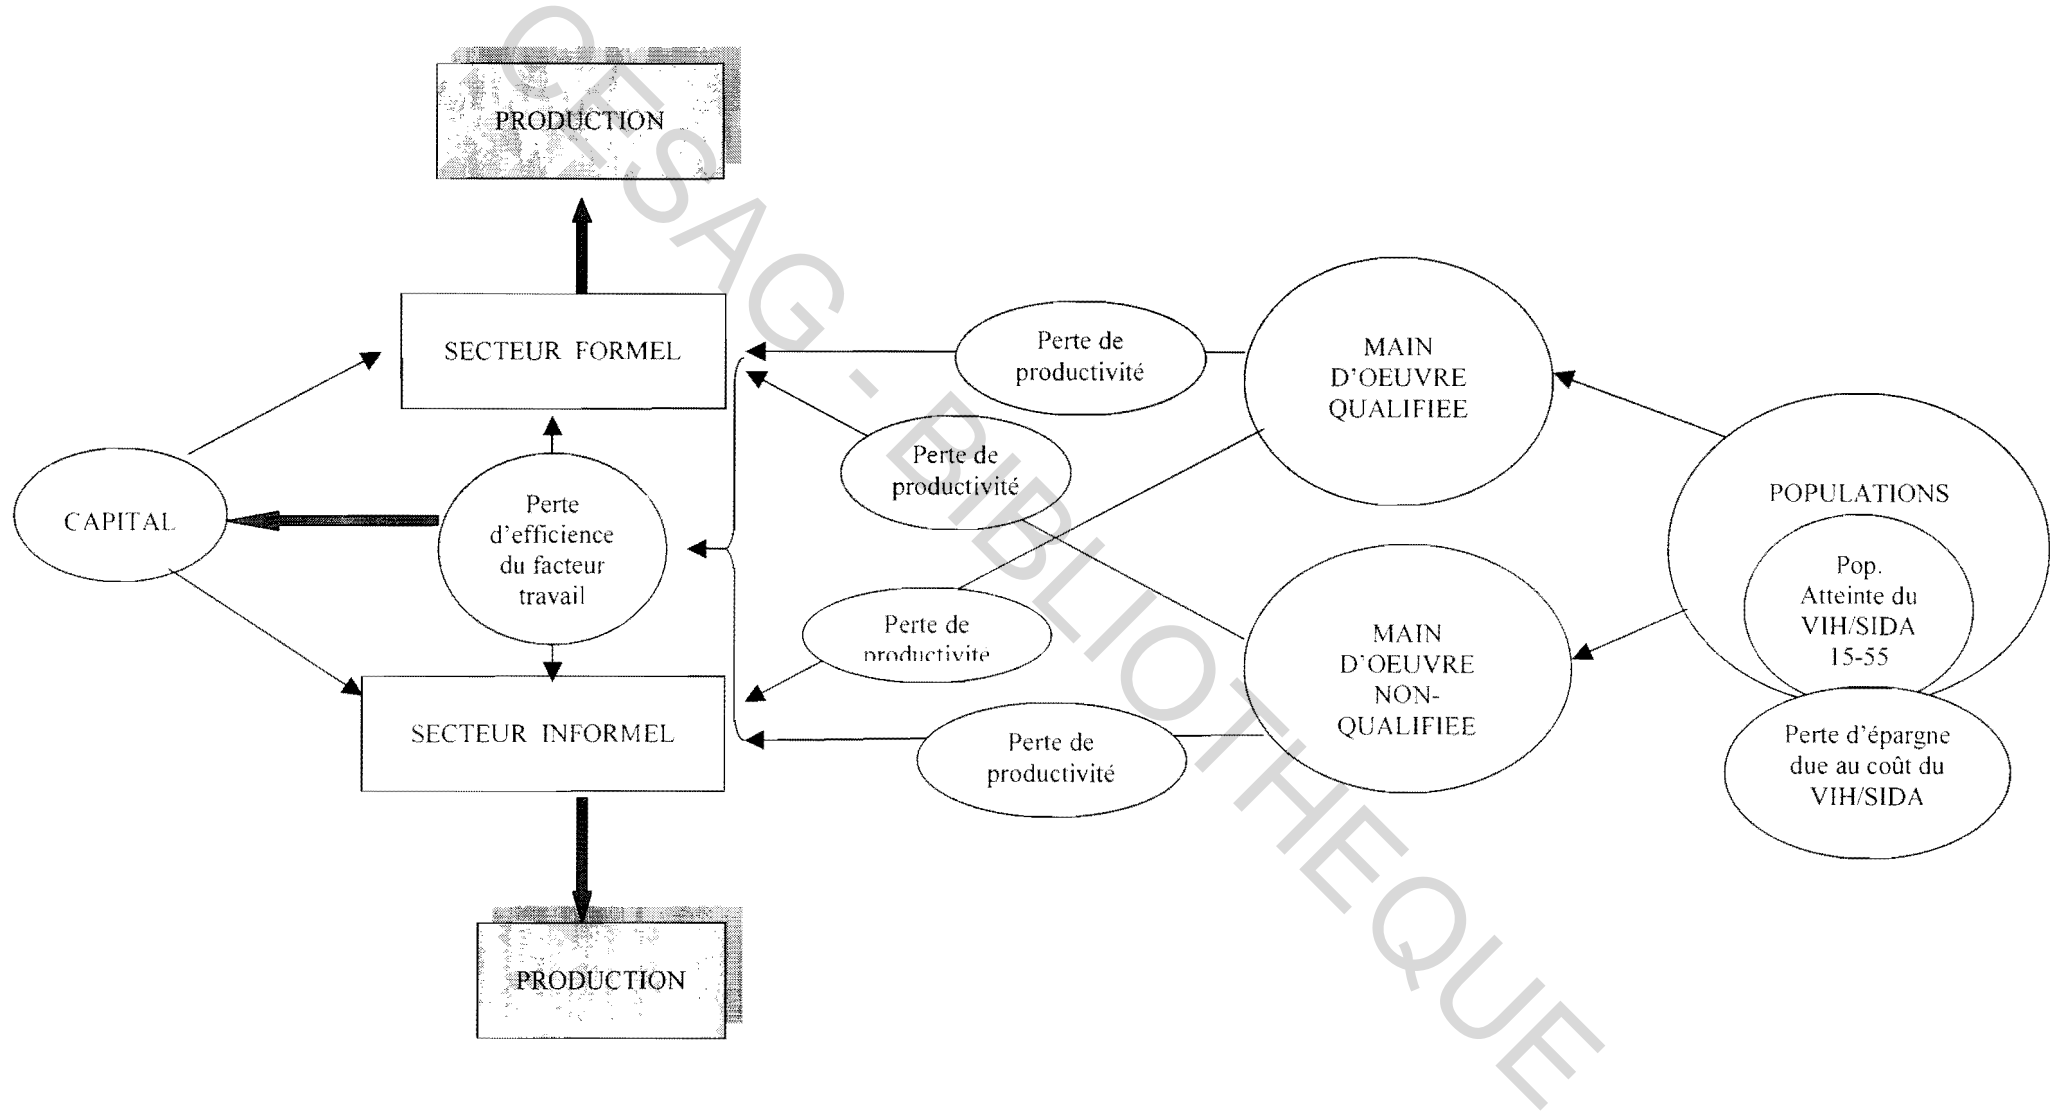 PRODUCTION
SECTEUR FORMEL
Perte de
productivité
MAIN
D'OEUVRE
QUALIFIEE
Perte de
productivité
CAPITAL
Perte
d'efficience
du facteur
travail
POPULATIONS
Pop.
Atteinte du
VIH/SIDA
15-55
Perte de
productivite
MAIN
D'OEUVRE
NON-
QUALIFIEE
SECTEUR INFORMEL
Perte de
productivité
Perte d'épargne
due au coût du
VIH/SIDA
PRODUCTION
CESAG - BIBLIOTHEQUE